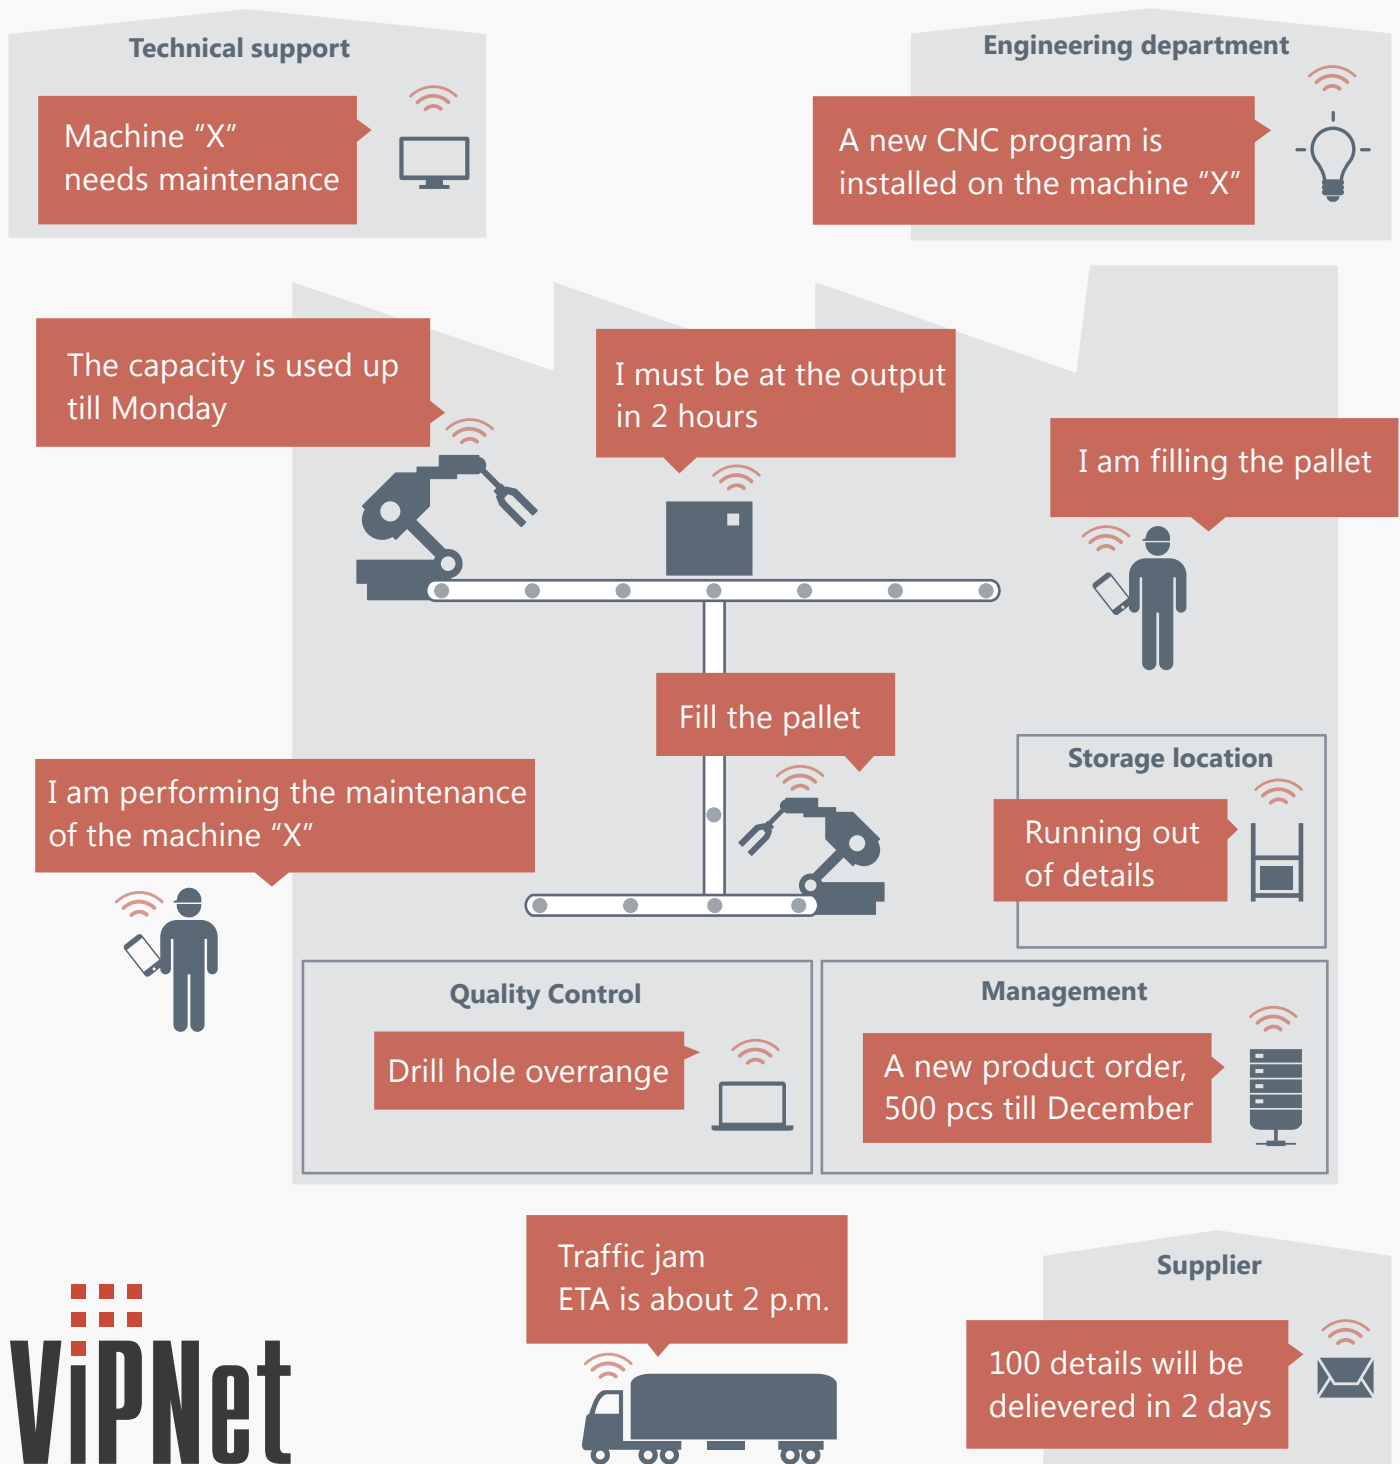 Technical support
Machine “X”
needs maintenance
Engineering department
A new CNC program is
installed on the machine “X”
The capacity is used up
till Monday
I must be at the output
in 2 hours
I am filling the pallet
Fill the pallet
Storage location
Running out
of details
I am performing the maintenance
of the machine “X”
Quality Control
Drill hole overrange
Management
A new product order,
500 pcs till December
Traffic jam
ETA is about 2 p.m.
Supplier
100 details will be
delievered in 2 days
ViPNet